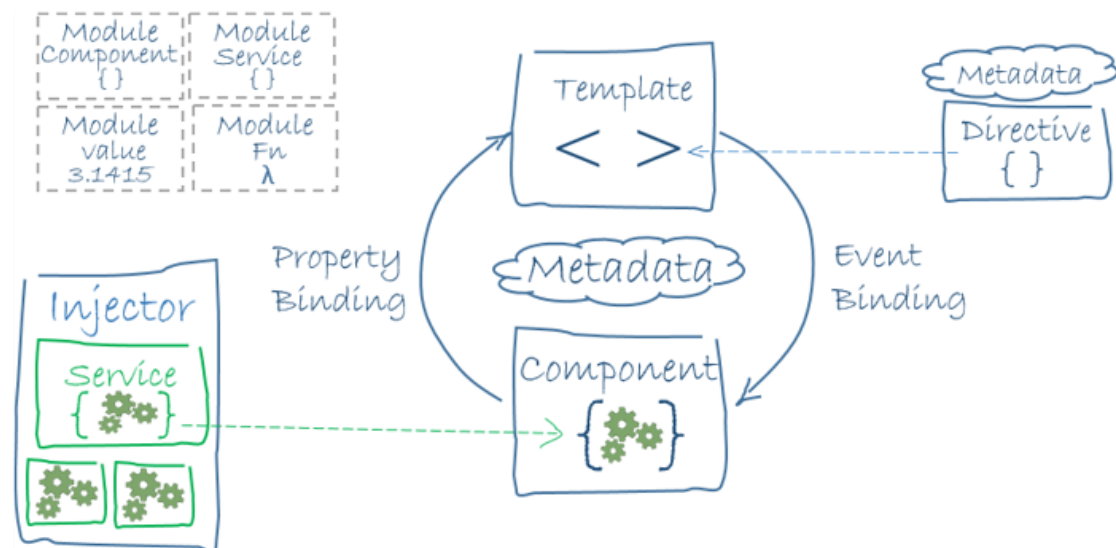 Module
Component
{ }
Module
Service
{ }
Module
value
3.1415
Module
Fn
λ
Template
< >
Metadata
Directive
{ }
Property
Binding
Metadata
Event
Binding
Injector
Service
{ }
Component
{ }